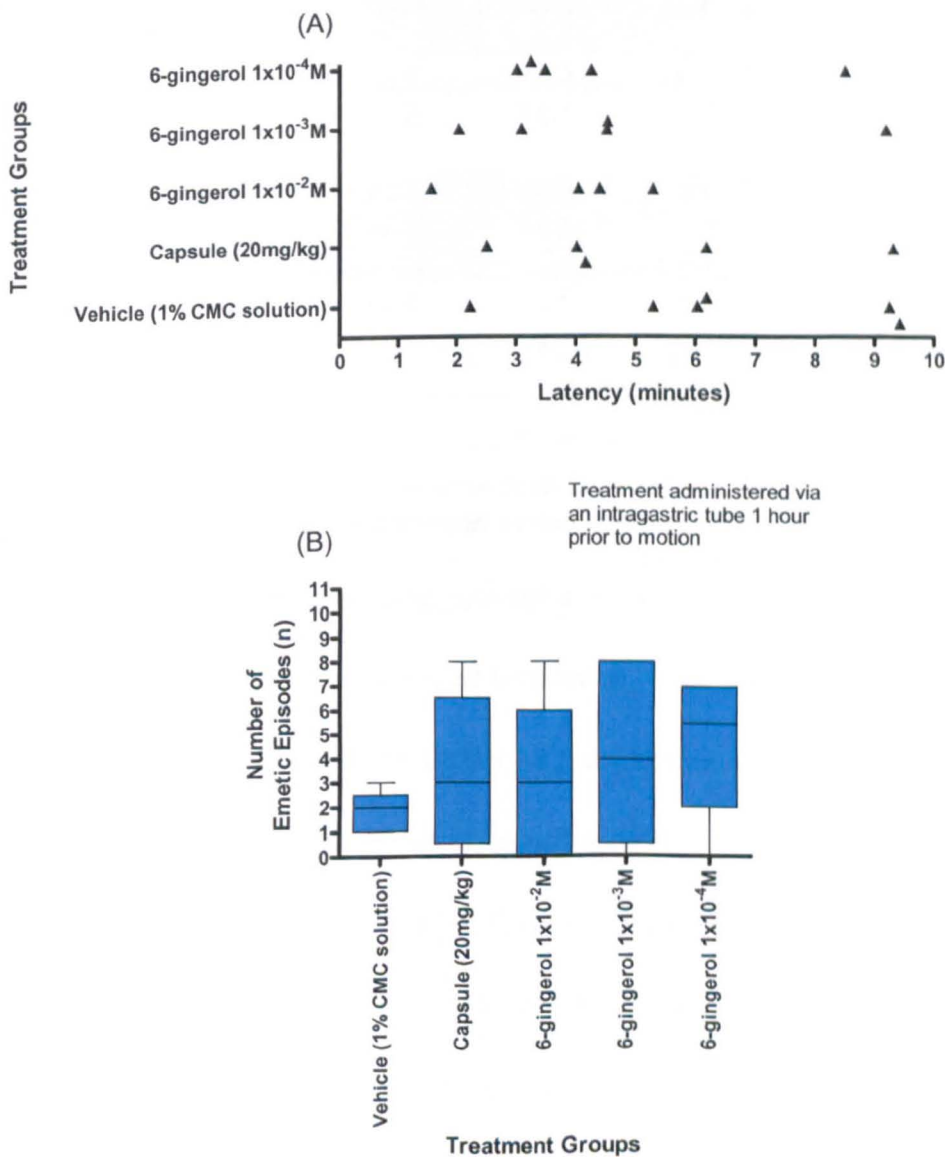 (A)
Treatment Groups
6-gingerol 1x10⁻⁴M
6-gingerol 1x10⁻³M
6-gingerol 1x10⁻²M
Capsule (20mg/kg)
Vehicle (1% CMC solution)
0 1 2 3 4 5 6 7 8 9 10
Latency (minutes)
Treatment administered via
an intragastric tube 1 hour
prior to motion
(B)
Number of
Emetic Episodes (n)
11
10
9
8
7
6
5
4
3
2
1
0
Vehicle (1% CMC solution)
Capsule (20mg/kg)
6-gingerol 1x10⁻²M
6-gingerol 1x10⁻³M
6-gingerol 1x10⁻⁴M
Treatment Groups